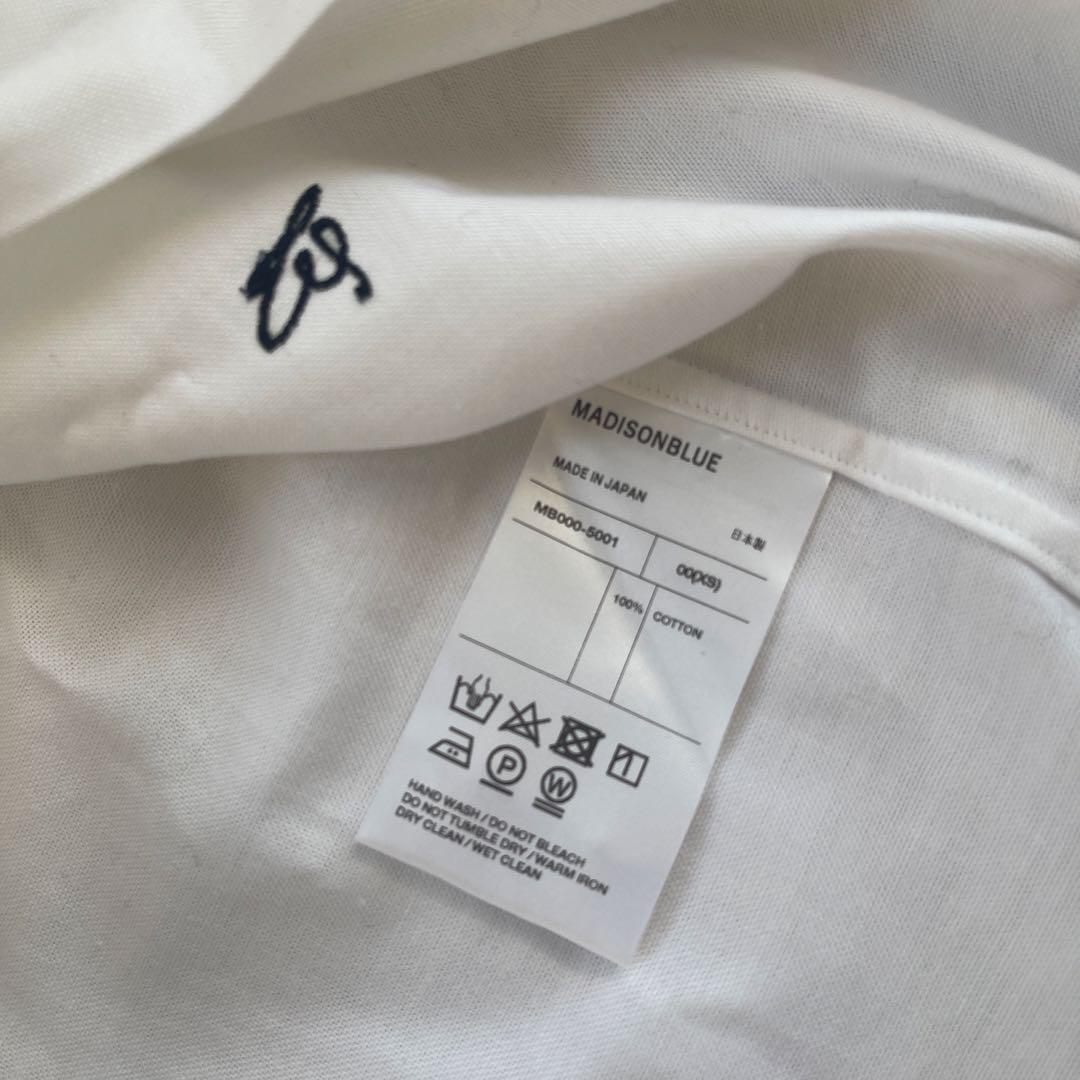 MADISONBLUE
MADE IN JAPAN
日本製
MB000-5001
00(XS)
100%
COTTON
P
W
HAND WASH / DO NOT BLEACH
DO NOT TUMBLE DRY / WARM IRON
DRY CLEAN / WET CLEAN